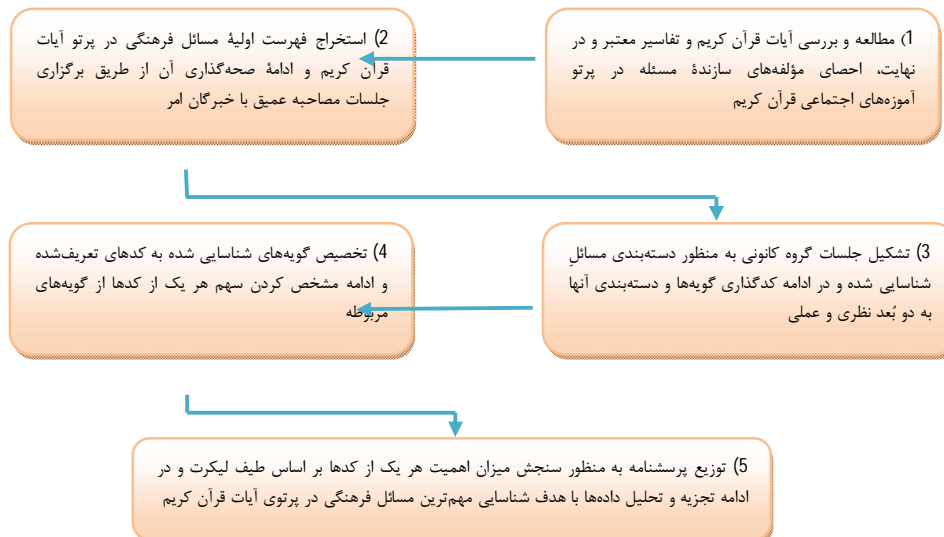 1) مطالعه و بررسی آیات قرآن کریم و تفاسیر معتبر و در
نهایت، احصای مؤلفه‌های سازندۀ مسئله در پرتو
آموزه‌های اجتماعی قرآن کریم
2) استخراج فهرست اولیۀ مسائل فرهنگی در پرتو آیات
قرآن کریم و ادامۀ صحه‌گذاری آن از طریق برگزاری
جلسات مصاحبه عمیق با خبرگان امر
3) تشکیل جلسات گروه کانونی به منظور دسته‌بندی مسائلِ
شناسایی شده و در ادامه کدگذاری گویه‌ها و دسته‌بندی آنها
به دو بُعد نظری و عملی
4) تخصیص گویه‌های شناسایی شده به کدهای تعریف‌شده
و ادامه مشخص کردن سهم هر یک از کدها از گویه‌های
مربوطه
5) توزیع پرسشنامه به منظور سنجش میزان اهمیت هر یک از کدها بر اساس طیف لیکرت و در
ادامه تجزیه و تحلیل داده‌ها با هدف شناسایی مهم‌ترین مسائل فرهنگی در پرتوی آیات قرآن کریم